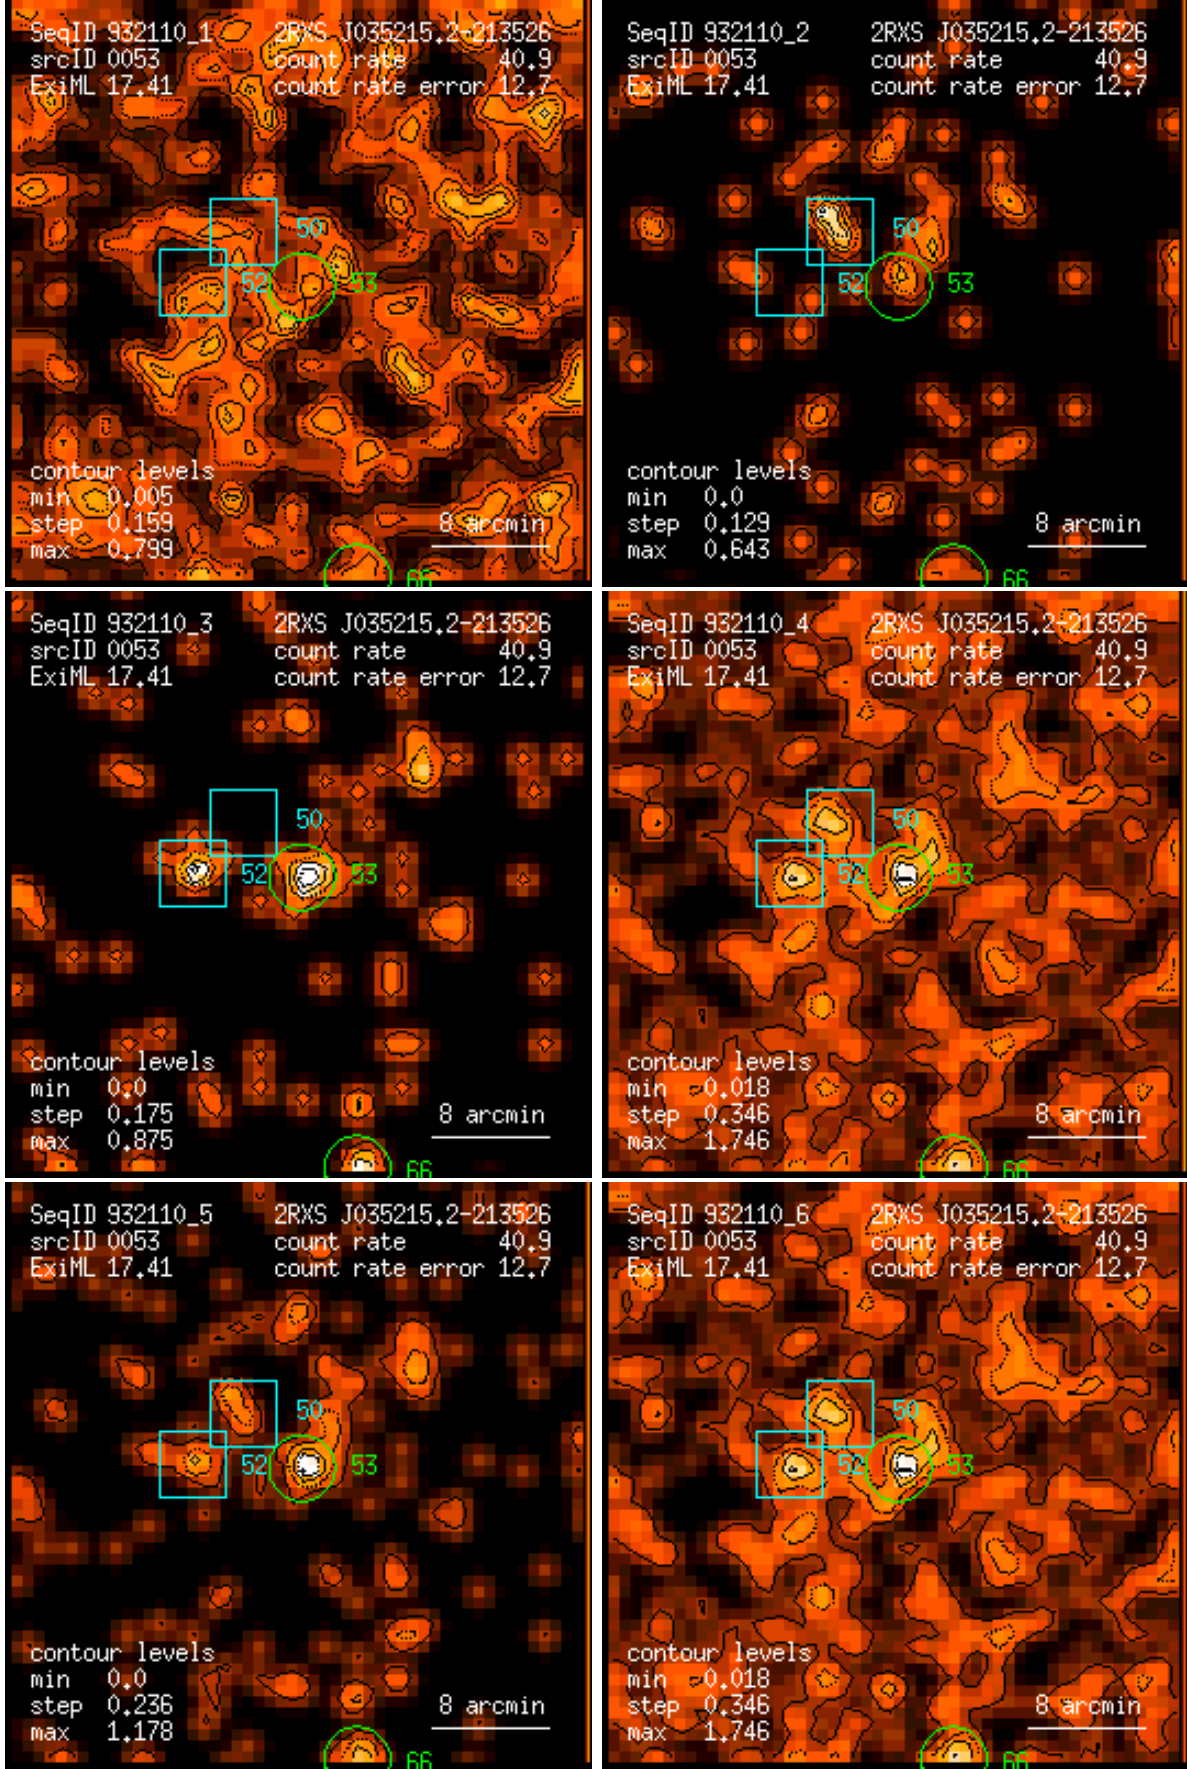 SeqID 932110_1 2RXS J035215.2-213526
srcID 0053 count rate 40.9
ExiML 17.41 count rate error 12.7
50
52 53
contour levels
min 0.005
step 0.159
max 0.799
8 arcmin
66
SeqID 932110_2 2RXS J035215.2-213526
srcID 0053 count rate 40.9
ExiML 17.41 count rate error 12.7
50
52 53
contour levels
min 0.0
step 0.129
max 0.643
8 arcmin
66
SeqID 932110_3 2RXS J035215.2-213526
srcID 0053 count rate 40.9
ExiML 17.41 count rate error 12.7
50
52 53
contour levels
min 0.0
step 0.175
max 0.875
8 arcmin
66
SeqID 932110_4 2RXS J035215.2-213526
srcID 0053 count rate 40.9
ExiML 17.41 count rate error 12.7
50
52 53
contour levels
min 0.018
step 0.346
max 1.746
8 arcmin
66
SeqID 932110_5 2RXS J035215.2-213526
srcID 0053 count rate 40.9
ExiML 17.41 count rate error 12.7
50
52 53
contour levels
min 0.0
step 0.236
max 1.178
8 arcmin
66
SeqID 932110_6 2RXS J035215.2-213526
srcID 0053 count rate 40.9
ExiML 17.41 count rate error 12.7
50
52 53
contour levels
min 0.018
step 0.346
max 1.746
8 arcmin
66